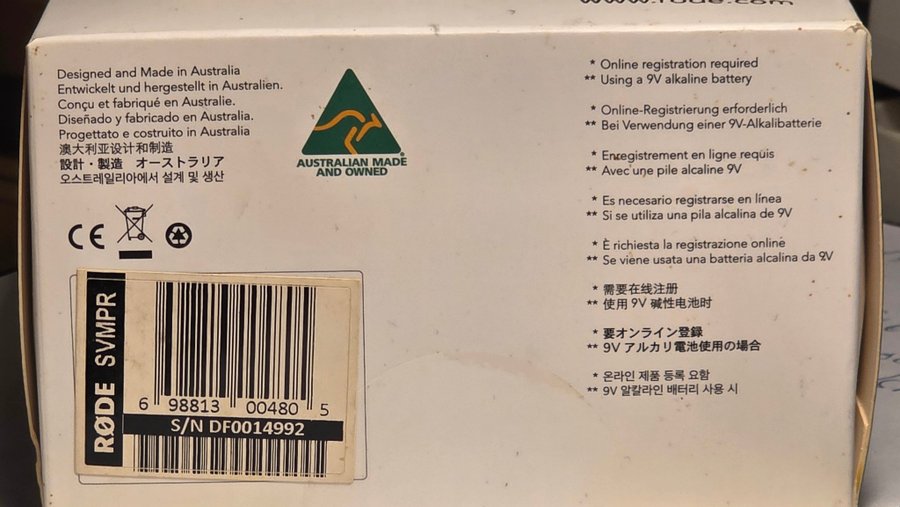 www.rode.com
Designed and Made in Australia
Entwickelt und hergestellt in Australien.
Conçu et fabriqué en Australie.
Diseñado y fabricado en Australia.
Progettato e costruito in Australia
澳大利亚设计和制造
設計・製造　オーストラリア
오스트레일리아에서 설계 및 생산
AUSTRALIAN MADE
AND OWNED
CE
RØDE SVMPR
6 98813 00480 5
S/N DF0014992
* Online registration required
** Using a 9V alkaline battery
* Online-Registrierung erforderlich
** Bei Verwendung einer 9V-Alkalibatterie
* Enregistrement en ligne requis
** Avec une pile alcaline 9V
* Es necesario registrarse en línea
** Si se utiliza una pila alcalina de 9V
* È richiesta la registrazione online
** Se viene usata una batteria alcalina da 9V
* 需要在线注册
** 使用 9V 碱性电池时
* 要オンライン登録
** 9V アルカリ電池使用の場合
* 온라인 제품 등록 요함
** 9V 알칼라인 배터리 사용 시